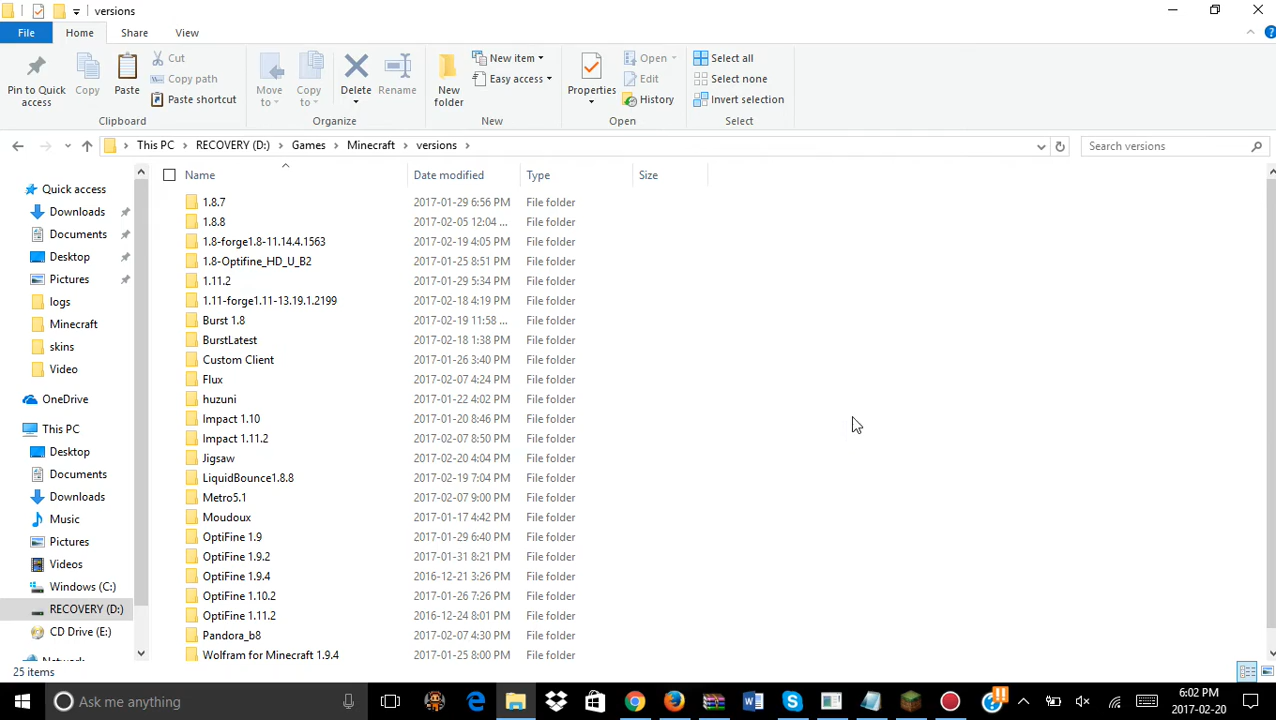 versions
File Home Share View
Pin to Quick access
Copy
Paste
Cut
Copy path
Paste shortcut
Clipboard
Move to
Copy to
Delete
Rename
Organize
New folder
New item
Easy access
New
Properties
Open
Edit
History
Open
Select all
Select none
Invert selection
Select
This PC > RECOVERY (D:) > Games > Minecraft > versions >
Search versions
Quick access
Downloads
Documents
Desktop
Pictures
logs
Minecraft
skins
Video
OneDrive
This PC
Desktop
Documents
Downloads
Music
Pictures
Videos
Windows (C:)
RECOVERY (D:)
CD Drive (E:)
Network
Name Date modified Type Size
1.8.7 2017-01-29 6:56 PM File folder
1.8.8 2017-02-05 12:04 ... File folder
1.8-forge1.8-11.14.4.1563 2017-02-19 4:05 PM File folder
1.8-Optifine_HD_U_B2 2017-01-25 8:51 PM File folder
1.11.2 2017-01-29 5:34 PM File folder
1.11-forge1.11-13.19.1.2199 2017-02-18 4:19 PM File folder
Burst 1.8 2017-02-19 11:58 ... File folder
BurstLatest 2017-02-18 1:38 PM File folder
Custom Client 2017-01-26 3:40 PM File folder
Flux 2017-02-07 4:24 PM File folder
huzuni 2017-01-22 4:02 PM File folder
Impact 1.10 2017-01-20 8:46 PM File folder
Impact 1.11.2 2017-02-07 8:50 PM File folder
Jigsaw 2017-02-20 4:04 PM File folder
LiquidBounce1.8.8 2017-02-19 7:04 PM File folder
Metro5.1 2017-02-07 9:00 PM File folder
Moudoux 2017-01-17 4:42 PM File folder
OptiFine 1.9 2017-01-29 6:40 PM File folder
OptiFine 1.9.2 2017-01-31 8:21 PM File folder
OptiFine 1.9.4 2016-12-21 3:26 PM File folder
OptiFine 1.10.2 2017-01-26 7:26 PM File folder
OptiFine 1.11.2 2016-12-24 8:01 PM File folder
Pandora_b8 2017-02-07 4:30 PM File folder
Wolfram for Minecraft 1.9.4 2017-01-25 8:00 PM File folder
25 items
Ask me anything
6:02 PM
2017-02-20